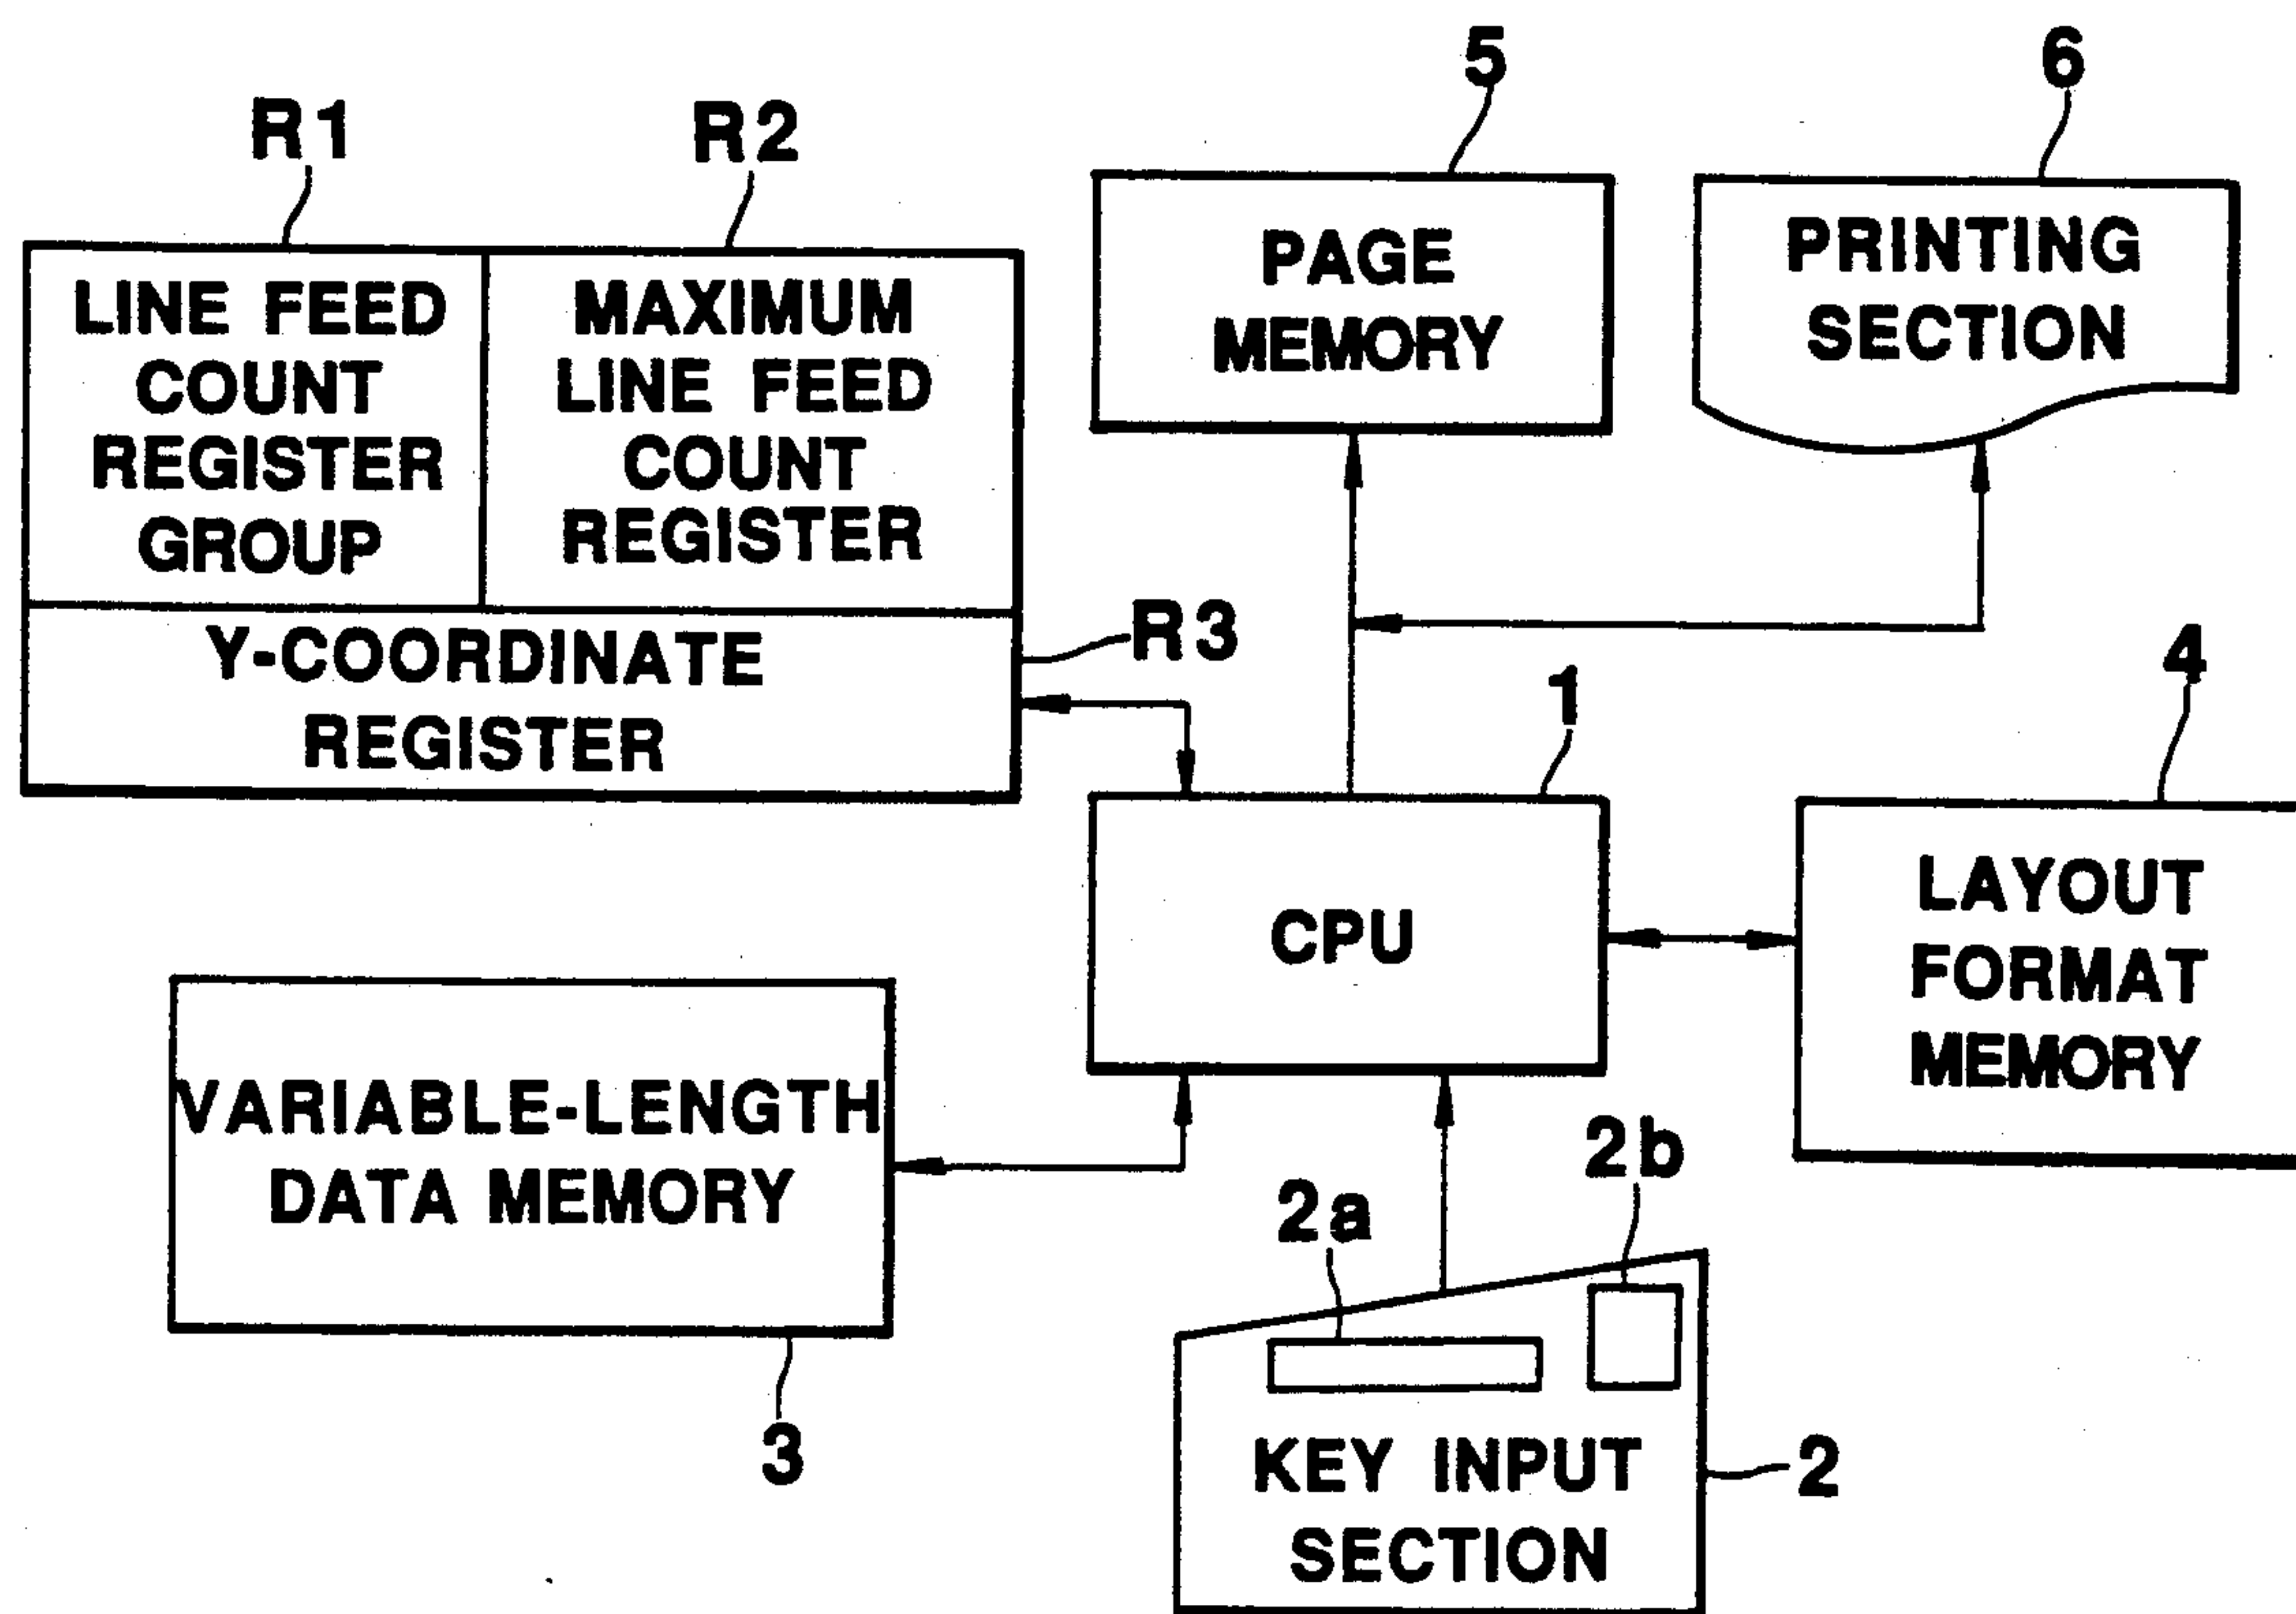 5
6
R1
R2
PAGE
MEMORY
PRINTING
SECTION
LINE FEED
COUNT
REGISTER
GROUP
MAXIMUM
LINE FEED
COUNT
REGISTER
Y-COORDINATE
REGISTER
R3
1
4
CPU
LAYOUT
FORMAT
MEMORY
VARIABLE-LENGTH
DATA MEMORY
3
2a
2b
KEY INPUT
SECTION
2